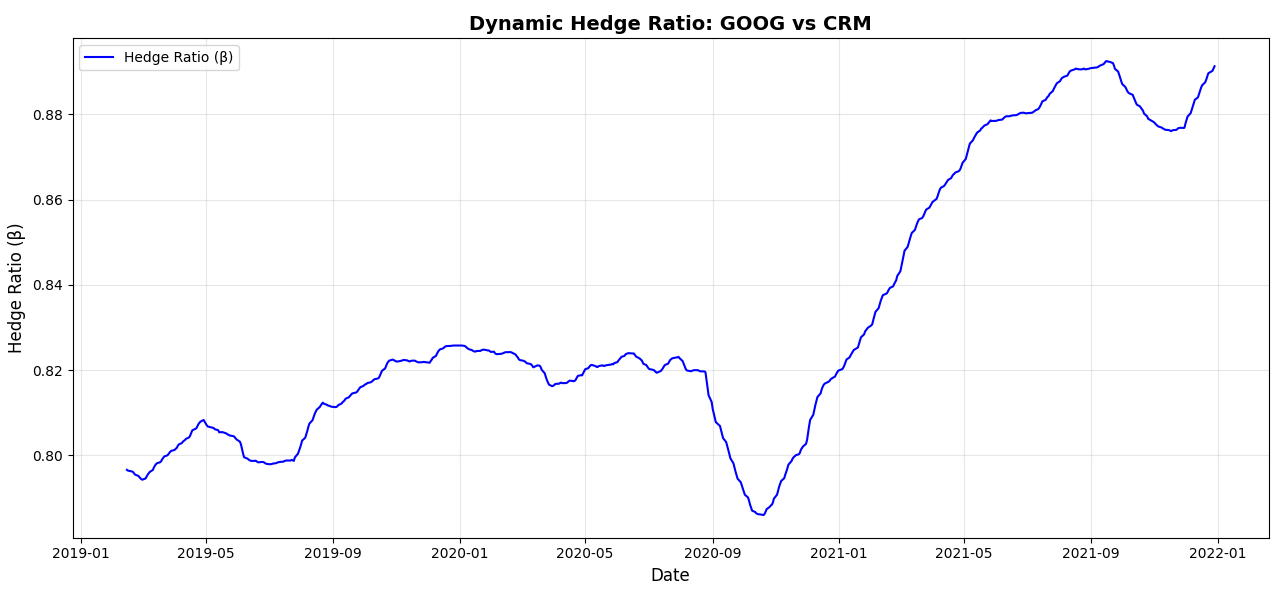 Dynamic Hedge Ratio: GOOG vs CRM
Hedge Ratio (β)
Hedge Ratio (β)
0.88
0.86
0.84
0.82
0.80
2019-01 2019-05 2019-09 2020-01 2020-05 2020-09 2021-01 2021-05 2021-09 2022-01
Date